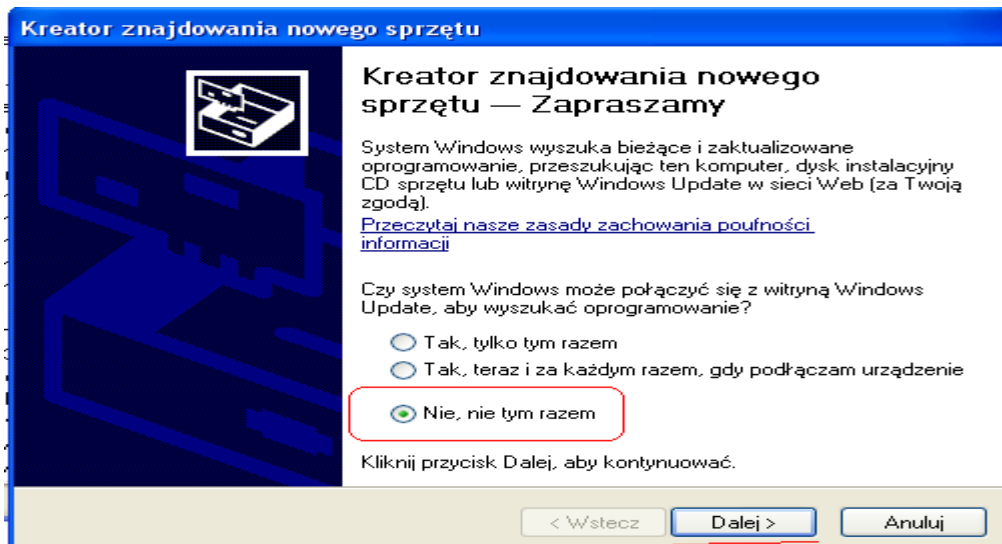 Kreator znajdowania nowego sprzętu
Kreator znajdowania nowego
sprzętu — Zapraszamy
System Windows wyszuka bieżące i zaktualizowane
oprogramowanie, przeszukując ten komputer, dysk instalacyjny
CD sprzętu lub witrynę Windows Update w sieci Web (za Twoją
zgodą).
Przeczytaj nasze zasady zachowania poufności
informacji
Czy system Windows może połączyć się z witryną Windows
Update, aby wyszukać oprogramowanie?
Tak, tylko tym razem
Tak, teraz i za każdym razem, gdy podłączam urządzenie
Nie, nie tym razem
Kliknij przycisk Dalej, aby kontynuować.
< Wstecz Dalej > Anuluj